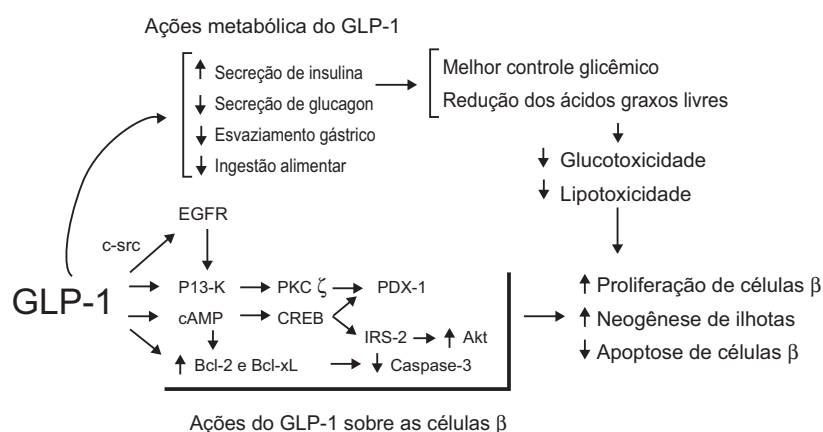 Ações metabólica do GLP-1
↑ Secreção de insulina
↓ Secreção de glucagon
↓ Esvaziamento gástrico
↓ Ingestão alimentar
Melhor controle glicêmico
Redução dos ácidos graxos livres
↓ Glucotoxicidade
↓ Lipotoxicidade
EGFR
c-src
GLP-1
P13-K → PKC ζ → PDX-1
cAMP → CREB
IRS-2 → ↑ Akt
↑ Bcl-2 e Bcl-xL → ↓ Caspase-3
↑ Proliferação de células β
↑ Neogênese de ilhotas
↓ Apoptose de células β
Ações do GLP-1 sobre as células β